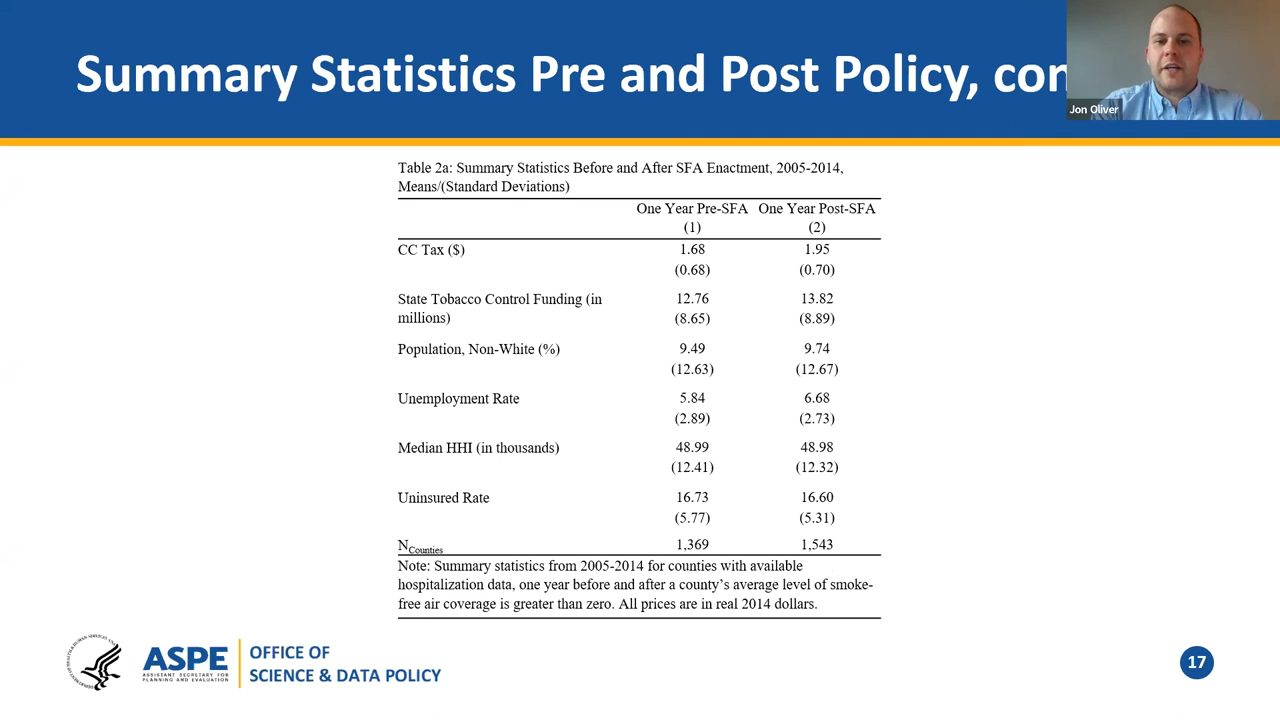 Summary Statistics Pre and Post Policy, con
Jon Oliver
Table 2a: Summary Statistics Before and After SFA Enactment, 2005-2014,
Means/(Standard Deviations)
One Year Pre-SFA One Year Post-SFA
(1) (2)
CC Tax ($) 1.68 1.95
(0.68) (0.70)
State Tobacco Control Funding (in 12.76 13.82
millions) (8.65) (8.89)
Population, Non-White (%) 9.49 9.74
(12.63) (12.67)
Unemployment Rate 5.84 6.68
(2.89) (2.73)
Median HHI (in thousands) 48.99 48.98
(12.41) (12.32)
Uninsured Rate 16.73 16.60
(5.77) (5.31)
NCounties 1,369 1,543
Note: Summary statistics from 2005-2014 for counties with available
hospitalization data, one year before and after a county’s average level of smoke-
free air coverage is greater than zero. All prices are in real 2014 dollars.
ASPE
ASSISTANT SECRETARY FOR
PLANNING AND EVALUATION
OFFICE OF
SCIENCE & DATA POLICY
17